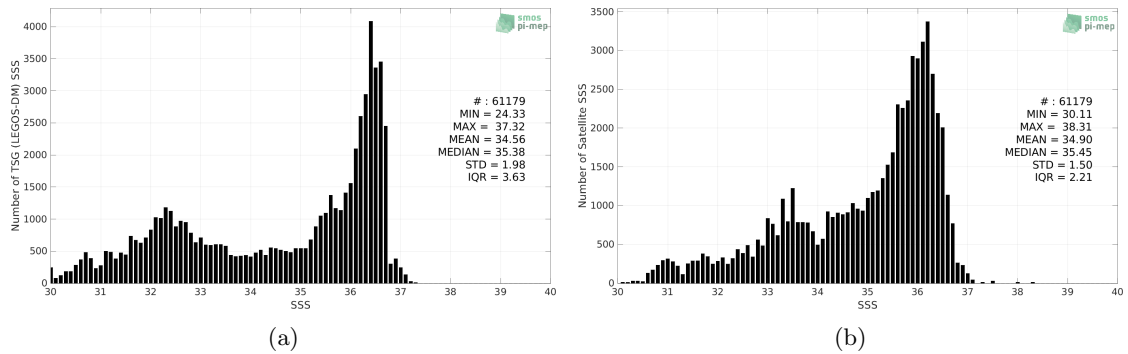 Number of TSG (LEGOS-DM) SSS
4000
3500
3000
2500
2000
1500
1000
500
0
30 31 32 33 34 35 36 37 38 39 40
SSS
smos
pi-mep
# : 61179
MIN = 24.33
MAX = 37.32
MEAN = 34.56
MEDIAN = 35.38
STD = 1.98
IQR = 3.63
(a)
Number of Satellite SSS
3500
3000
2500
2000
1500
1000
500
0
30 31 32 33 34 35 36 37 38 39 40
SSS
smos
pi-mep
# : 61179
MIN = 30.11
MAX = 38.31
MEAN = 34.90
MEDIAN = 35.45
STD = 1.50
IQR = 2.21
(b)